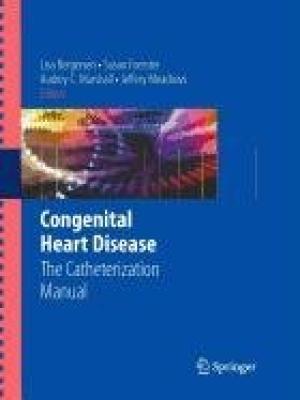 Lisa Bergersen · Susan Foerster
Audrey C. Marshall · Jeffery Meadows
Editors
Congenital
Heart Disease
The Catheterization
Manual
Springer